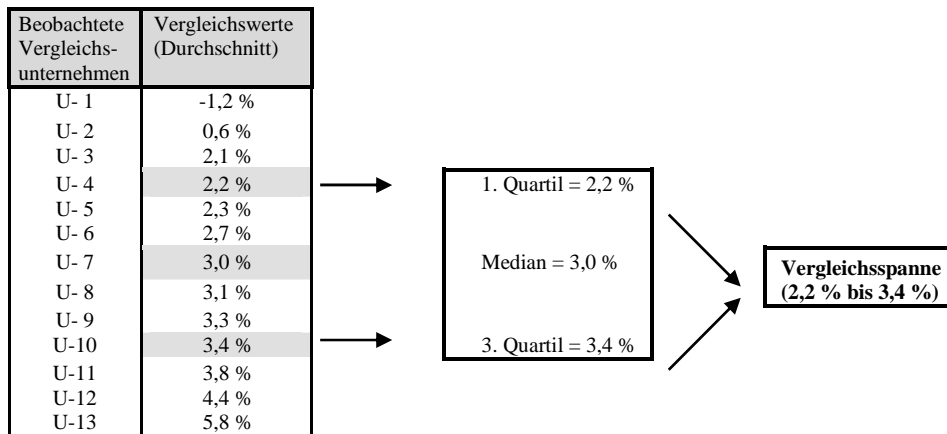 Beobachtete Vergleichswerte
Vergleichs- (Durchschnitt)
unternehmen
U- 1 -1,2 %
U- 2 0,6 %
U- 3 2,1 %
U- 4 2,2 %
U- 5 2,3 %
U- 6 2,7 %
U- 7 3,0 %
U- 8 3,1 %
U- 9 3,3 %
U-10 3,4 %
U-11 3,8 %
U-12 4,4 %
U-13 5,8 %
1. Quartil = 2,2 %
Median = 3,0 %
3. Quartil = 3,4 %
Vergleichsspanne
(2,2 % bis 3,4 %)